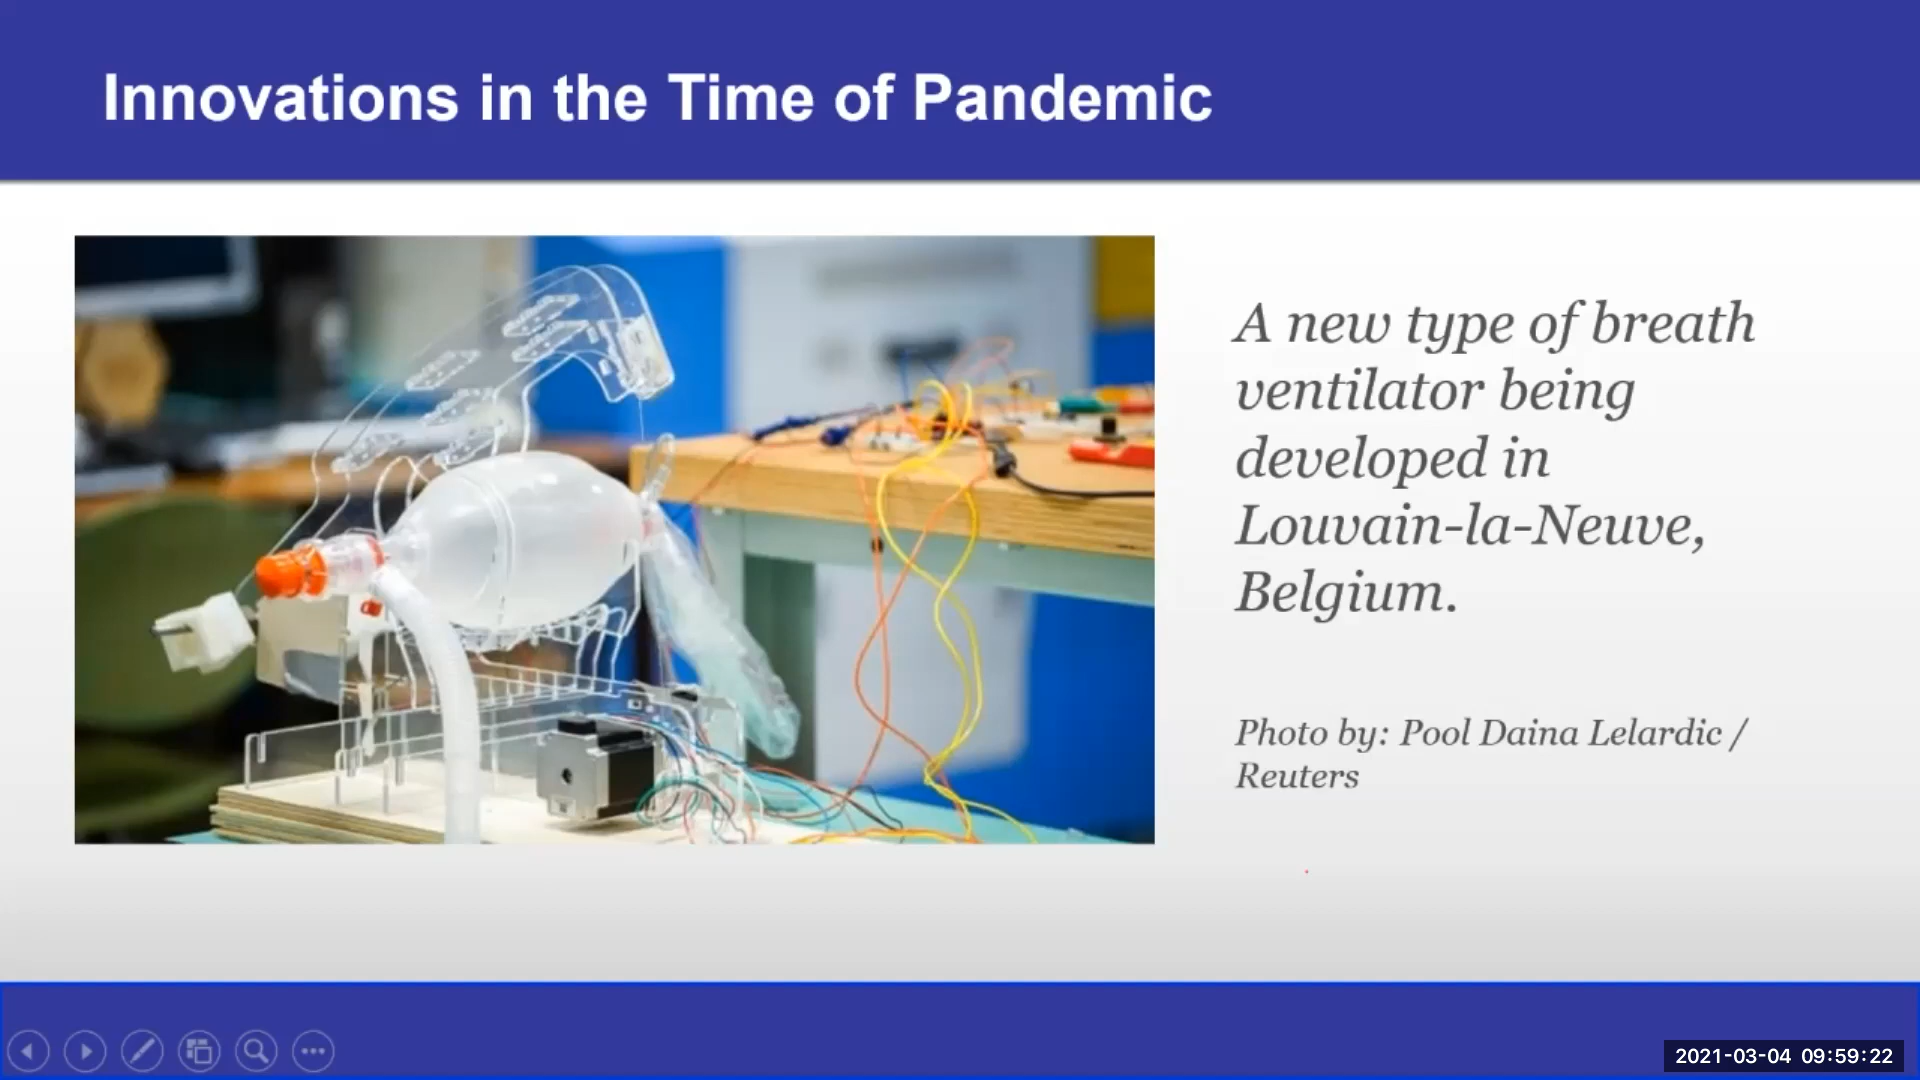 Innovations in the Time of Pandemic
A new type of breath
ventilator being
developed in
Louvain-la-Neuve,
Belgium.
Photo by: Pool Daina Lelardic /
Reuters
2021-03-04 09:59:22